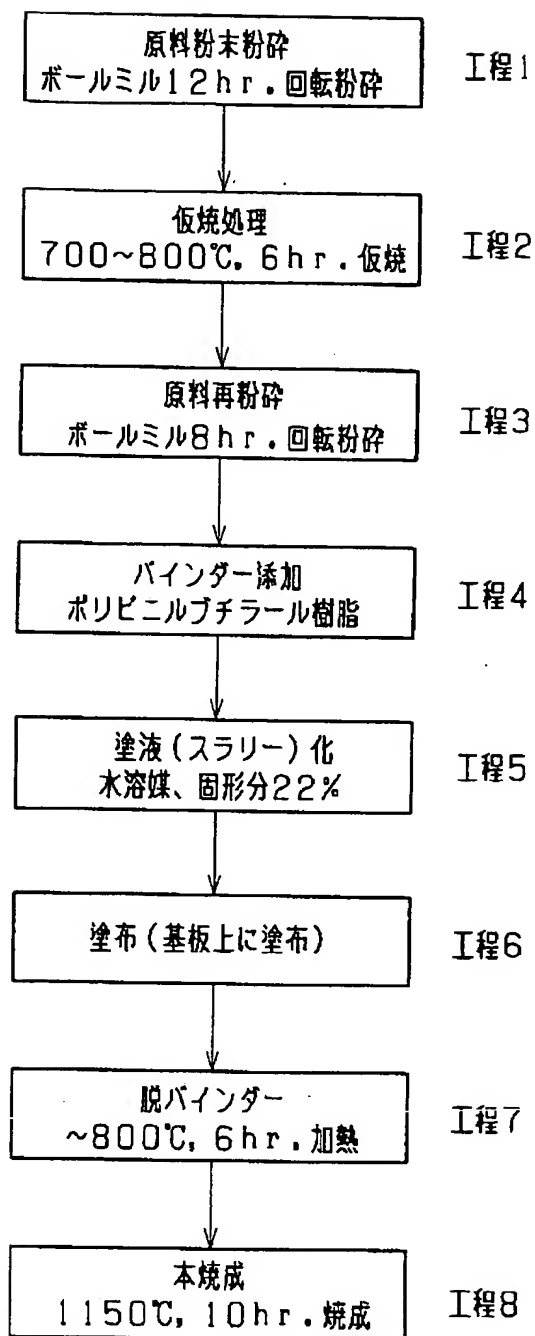 原料粉末粉砕
ボールミル12hr.回転粉砕
工程1
仮焼処理
700~800℃, 6hr.仮焼
工程2
原料再粉砕
ボールミル8hr.回転粉砕
工程3
バインダー添加
ポリビニルブチラール樹脂
工程4
塗液(スラリー)化
水溶媒、固形分22%
工程5
塗布(基板上に塗布)
工程6
脱バインダー
~800℃, 6hr.加熱
工程7
本焼成
1150℃, 10hr.焼成
工程8